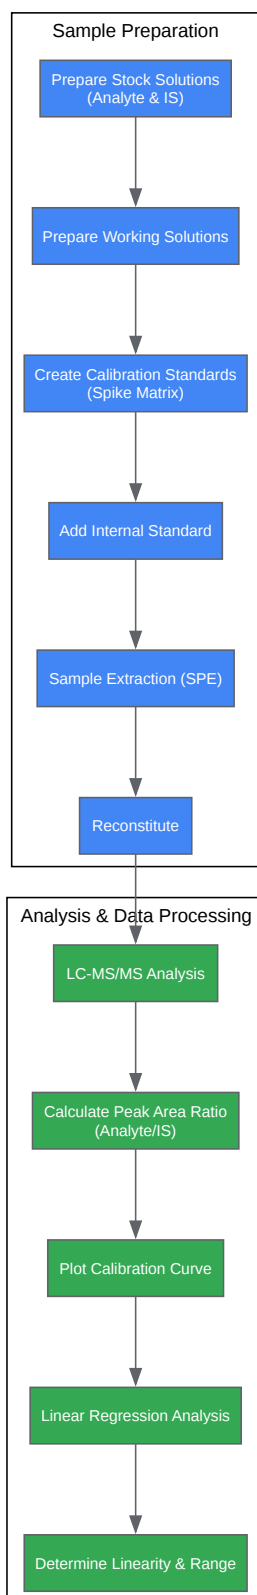 Sample Preparation
Prepare Stock Solutions
(Analyte & IS)
Prepare Working Solutions
Create Calibration Standards
(Spike Matrix)
Add Internal Standard
Sample Extraction (SPE)
Reconstitute
Analysis & Data Processing
LC-MS/MS Analysis
Calculate Peak Area Ratio
(Analyte/IS)
Plot Calibration Curve
Linear Regression Analysis
Determine Linearity & Range